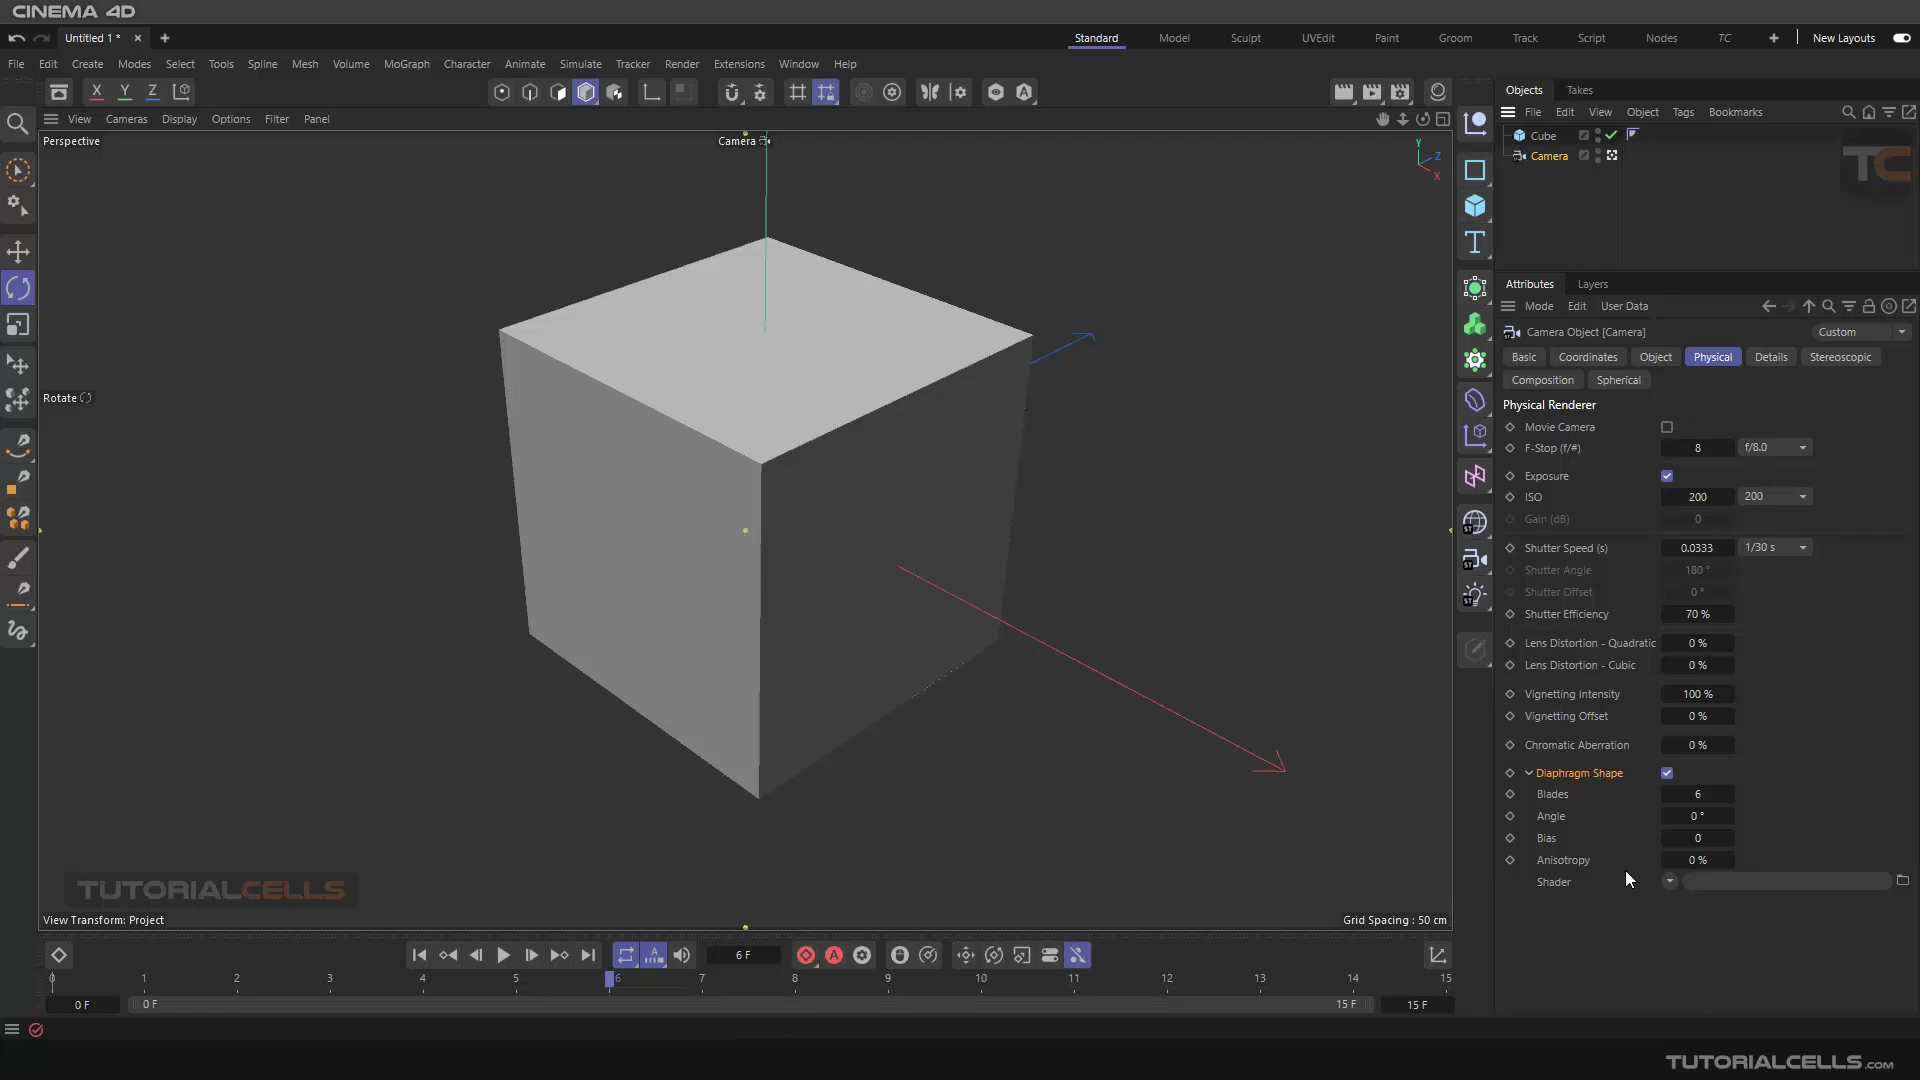 CINEMA 4D
Untitled 1 *
Standard
Model
Sculpt
UVEdit
Paint
Groom
Track
Script
Nodes
TC
New Layouts
File Edit Create Modes Select Tools Spline Mesh Volume MoGraph Character Animate Simulate Tracker Render Extensions Window Help
X Y Z
Objects Takes
View Cameras Display Options Filter Panel
File Edit View Object Tags Bookmarks
Perspective
Camera
Cube
Camera
TC
Y
Z
X
Rotate
Attributes Layers
Mode Edit User Data
Camera Object [Camera]
Custom
Basic Coordinates Object Physical Details Stereoscopic
Composition Spherical
Physical Renderer
Movie Camera
F-Stop (f/#) 8 f/8.0
Exposure
ISO 200 200
Gain (dB) 0
Shutter Speed (s) 0.0333 1/30 s
Shutter Angle 180 °
Shutter Offset 0 °
Shutter Efficiency 70 %
Lens Distortion - Quadratic 0 %
Lens Distortion - Cubic 0 %
Vignetting Intensity 100 %
Vignetting Offset 0 %
Chromatic Aberration 0 %
Diaphragm Shape
Blades 6
Angle 0 °
Bias 0
Anisotropy 0 %
Shader
ST
ST
ST
TUTORIALCELLS
View Transform: Project
Grid Spacing : 50 cm
6 F
0 1 2 3 4 5 6 7 8 9 10 11 12 13 14 15
0 F 0 F 15 F 15 F
TUTORIALCELLS.COM